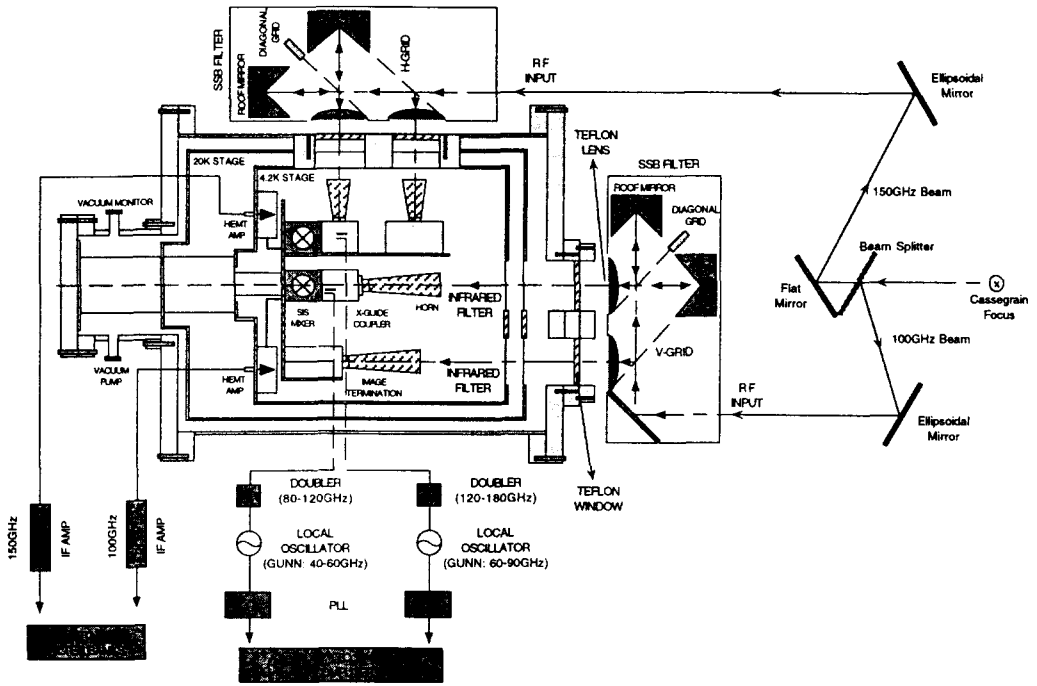 SSB FILTER
DIAGONAL
GRID
ROOF MIRROR
H-GRID
RF
INPUT
Ellipsoidal
Mirror
20K STAGE
4.2K STAGE
TEFLON
LENS
SSB FILTER
ROOF MIRROR
DIAGONAL
GRID
150GHz Beam
VACUUM MONITOR
HEMT
AMP
Beam Splitter
Flat
Mirror
Cassegrain
Focus
SIS
MIXER
X-GUIDE
COUPLER
HORN
INFRARED
FILTER
100GHz Beam
V-GRID
VACUUM
PUMP
HEMT
AMP
IMAGE
TERMINATION
INFRARED
FILTER
RF
INPUT
Ellipsoidal
Mirror
DOUBLER
(80-120GHz)
DOUBLER
(120-180GHz)
TEFLON
WINDOW
150GHz
IF AMP
100GHz
IF AMP
LOCAL
OSCILLATOR
(GUNN: 40-60GHz)
LOCAL
OSCILLATOR
(GUNN: 60-90GHz)
PLL